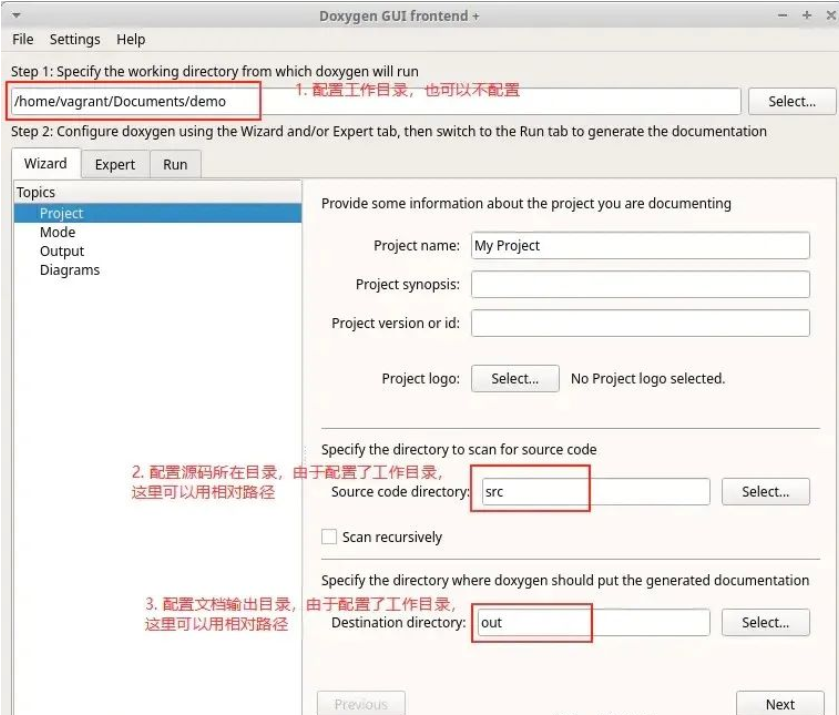 Doxygen GUI frontend +
File Settings Help
Step 1: Specify the working directory from which doxygen will run
1. 配置工作目录，也可以不配置
/home/vagrant/Documents/demo
Select...
Step 2: Configure doxygen using the Wizard and/or Expert tab, then switch to the Run tab to generate the documentation
Wizard Expert Run
Topics
Project
Mode
Output
Diagrams
Provide some information about the project you are documenting
Project name: My Project
Project synopsis:
Project version or id:
Project logo: Select... No Project logo selected.
Specify the directory to scan for source code
2. 配置源码所在目录，由于配置了工作目录，
这里可以用相对路径
Source code directory: src Select...
Scan recursively
Specify the directory where doxygen should put the generated documentation
3. 配置文档输出目录，由于配置了工作目录，
这里可以用相对路径
Destination directory: out Select...
Previous Next